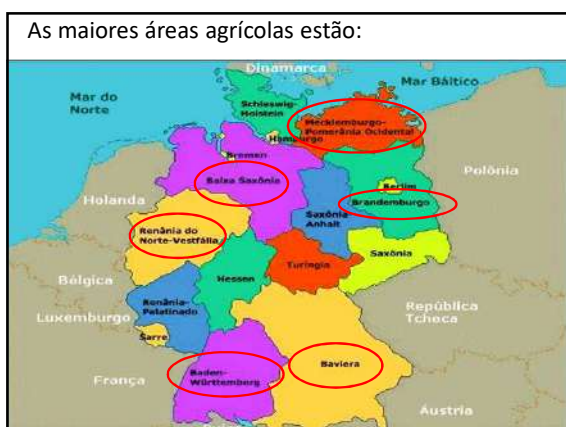 As maiores áreas agrícolas estão:
Dinamarca
Mar do
Norte
Mar Báltico
Schleswig-
Holstein
Mecklemburgo-
Pomerânia Ocidental
Hamburgo
Bremen
Baixa Saxônia
Holanda
Polônia
Berlim
Brandemburgo
Saxônia
Anhalt
Renânia do
Norte-Vestfália
Saxônia
Turíngia
Hessen
Bélgica
Renânia-
Palatinado
Luxemburgo
República
Tcheca
Sarre
França
Baden-
Württemberg
Baviera
Áustria